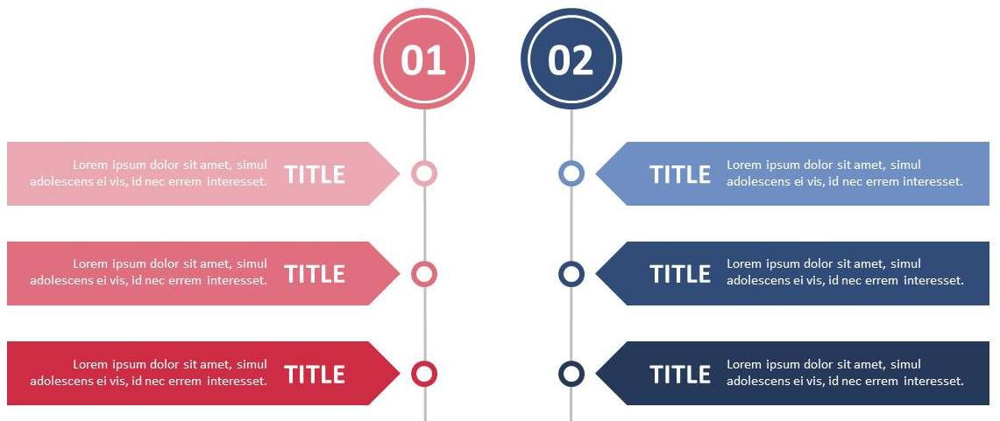 01
02
Lorem ipsum dolor sit amet, simul
adolescens ei vis, id nec errem interesset.
TITLE
TITLE
Lorem ipsum dolor sit amet, simul
adolescens ei vis, id nec errem interesset.
Lorem ipsum dolor sit amet, simul
adolescens ei vis, id nec errem interesset.
TITLE
TITLE
Lorem ipsum dolor sit amet, simul
adolescens ei vis, id nec errem interesset.
Lorem ipsum dolor sit amet, simul
adolescens ei vis, id nec errem interesset.
TITLE
TITLE
Lorem ipsum dolor sit amet, simul
adolescens ei vis, id nec errem interesset.